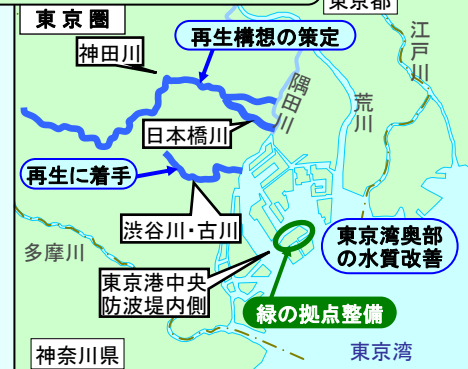 東京都
東京圏
神田川
再生構想の策定
江戸川
隅田川
荒川
日本橋川
再生に着手
渋谷川・古川
多摩川
東京港中央
防波堤内側
東京湾奥部
の水質改善
緑の拠点整備
神奈川県
東京湾